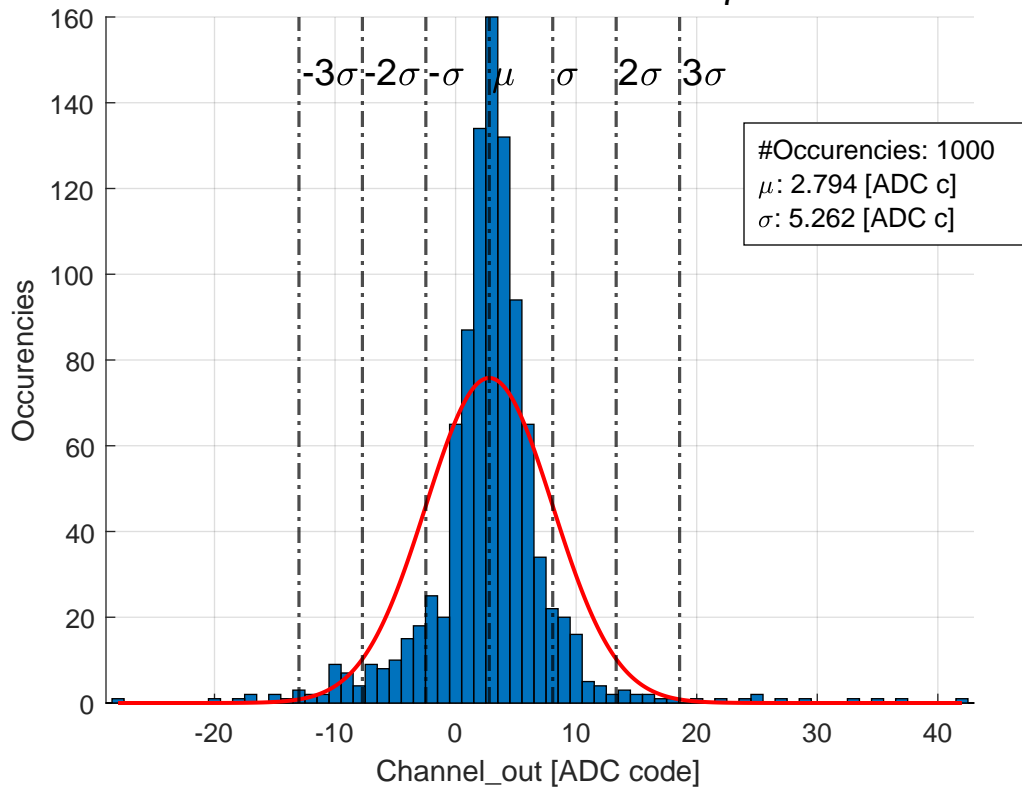 160
140
120
100
80
60
40
20
0
-3σ -2σ -σ μ σ 2σ 3σ
#Occurencies: 1000
μ: 2.794 [ADC c]
σ: 5.262 [ADC c]
Occurencies
-20 -10 0 10 20 30 40
Channel_out [ADC code]